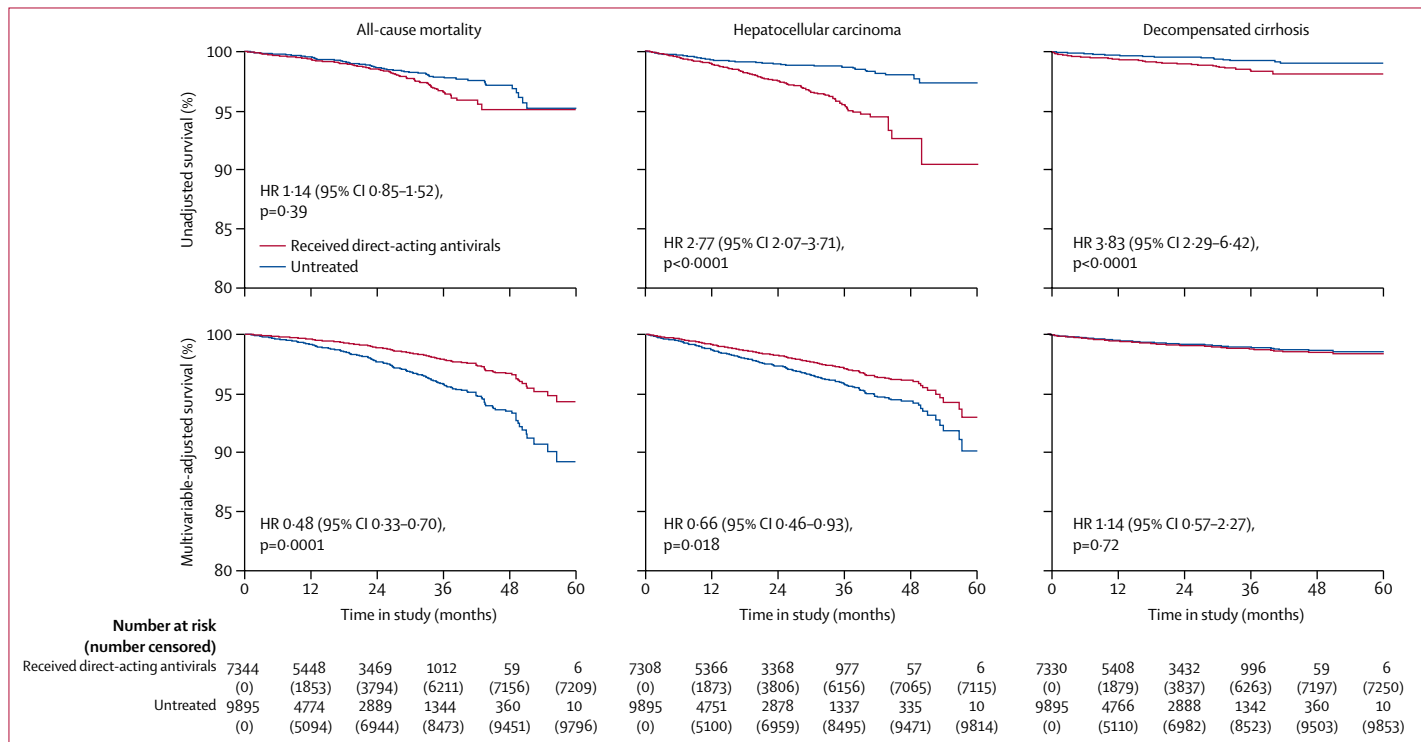 All-cause mortality
Hepatocellular carcinoma
Decompensated cirrhosis
Unadjusted survival (%)
100
95
90
85
80
HR 1·14 (95% CI 0·85–1·52),
p=0·39
Received direct-acting antivirals
Untreated
HR 2·77 (95% CI 2·07–3·71),
p<0·0001
HR 3·83 (95% CI 2·29–6·42),
p<0·0001
Multivariable-adjusted survival (%)
100
95
90
85
80
HR 0·48 (95% CI 0·33–0·70),
p=0·0001
HR 0·66 (95% CI 0·46–0·93),
p=0·018
HR 1·14 (95% CI 0·57–2·27),
p=0·72
0 12 24 36 48 60 0 12 24 36 48 60 0 12 24 36 48 60
Time in study (months) Time in study (months) Time in study (months)
Number at risk
(number censored)
Received direct-acting antivirals 7344 5448 3469 1012 59 6 7308 5366 3368 977 57 6 7330 5408 3432 996 59 6
(0) (1853) (3794) (6211) (7156) (7209) (0) (1873) (3806) (6156) (7065) (7115) (0) (1879) (3837) (6263) (7197) (7250)
Untreated 9895 4774 2889 1344 360 10 9895 4751 2878 1337 335 10 9895 4766 2888 1342 360 10
(0) (5094) (6944) (8473) (9451) (9796) (0) (5100) (6959) (8495) (9471) (9814) (0) (5110) (6982) (8523) (9503) (9853)